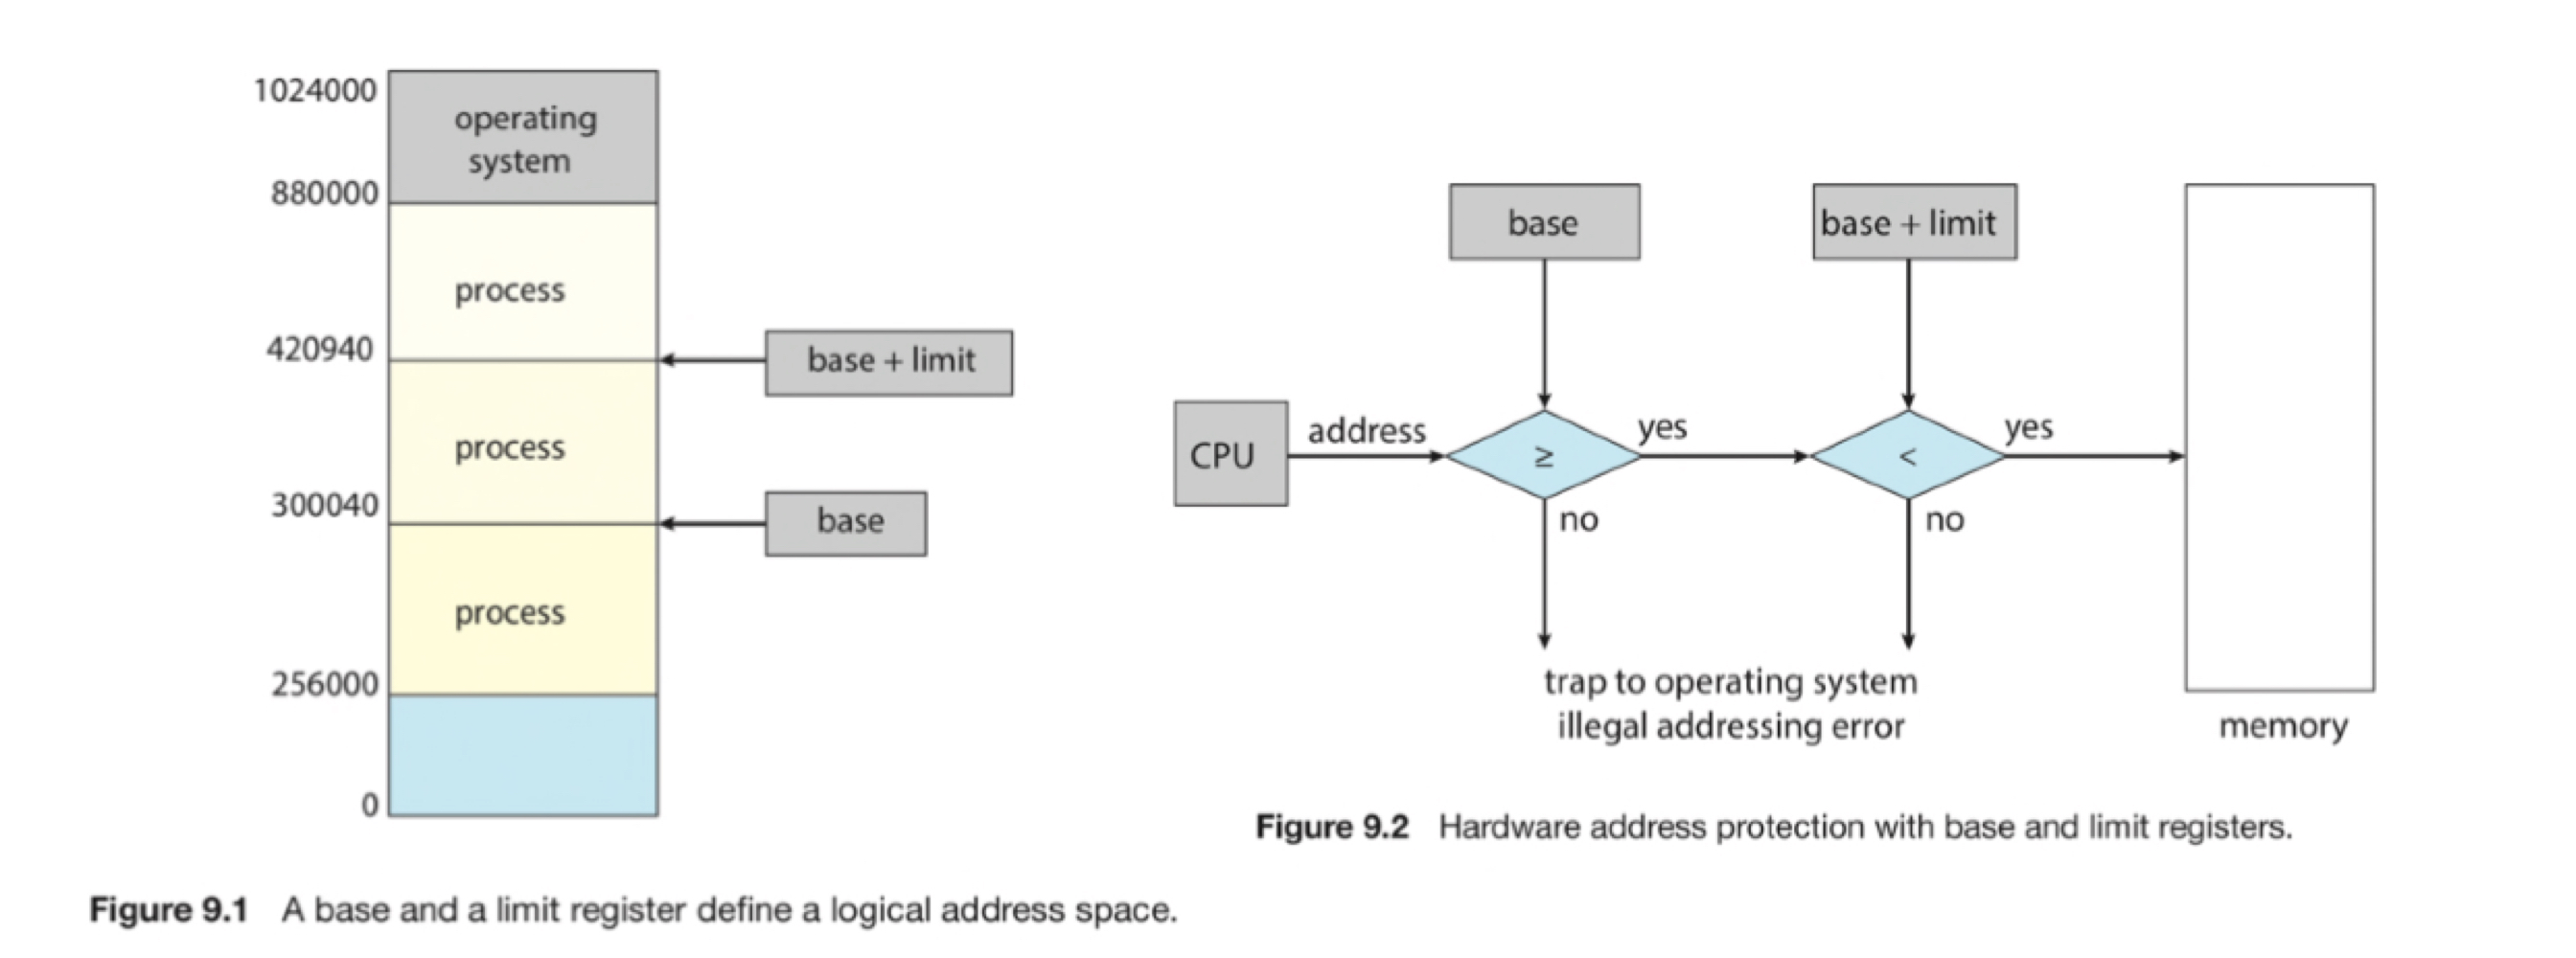 1024000
operating
system
880000
process
420940
base + limit
process
300040
base
process
256000
0
Figure 9.1 A base and a limit register define a logical address space.
base
base + limit
CPU
address
≥
yes
<
yes
no
no
trap to operating system
illegal addressing error
memory
Figure 9.2 Hardware address protection with base and limit registers.